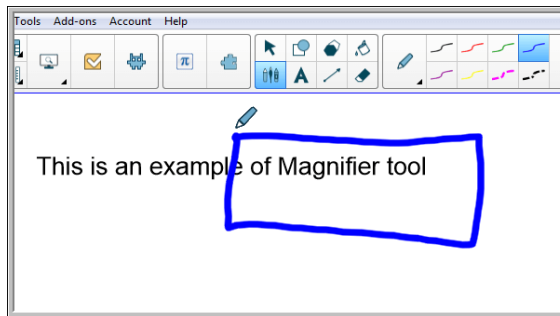 Tools Add-ons Account Help
π
A
This is an example of Magnifier tool